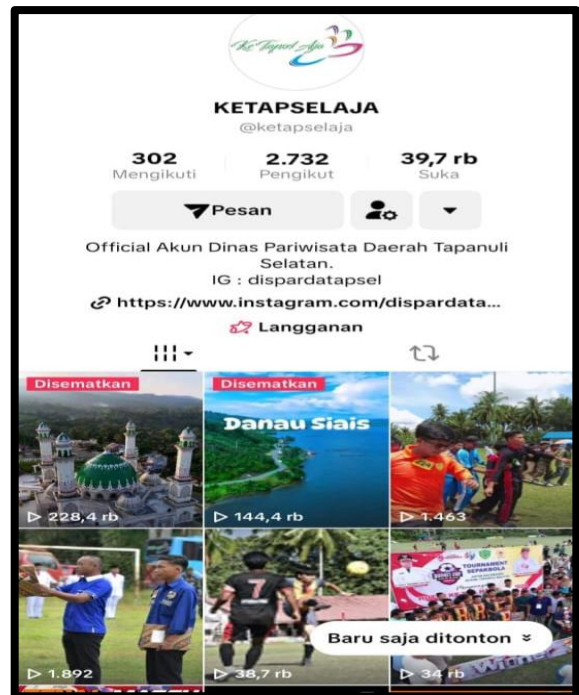 Ke Tapsel Aja
KETAPSELAJA
@ketapselaja
302 2.732 39,7 rb
Mengikuti Pengikut Suka
Pesan
Official Akun Dinas Pariwisata Daerah Tapanuli
Selatan.
IG : dispardatapsel
https://www.instagram.com/dispardata...
Langganan
Disematkan Disematkan
Danau Siais
228,4 rb 144,4 rb 1.463
7
TOURNAMENT
SEPAKBOLA
Baru saja ditonton
1.892 38,7 rb 34 rb